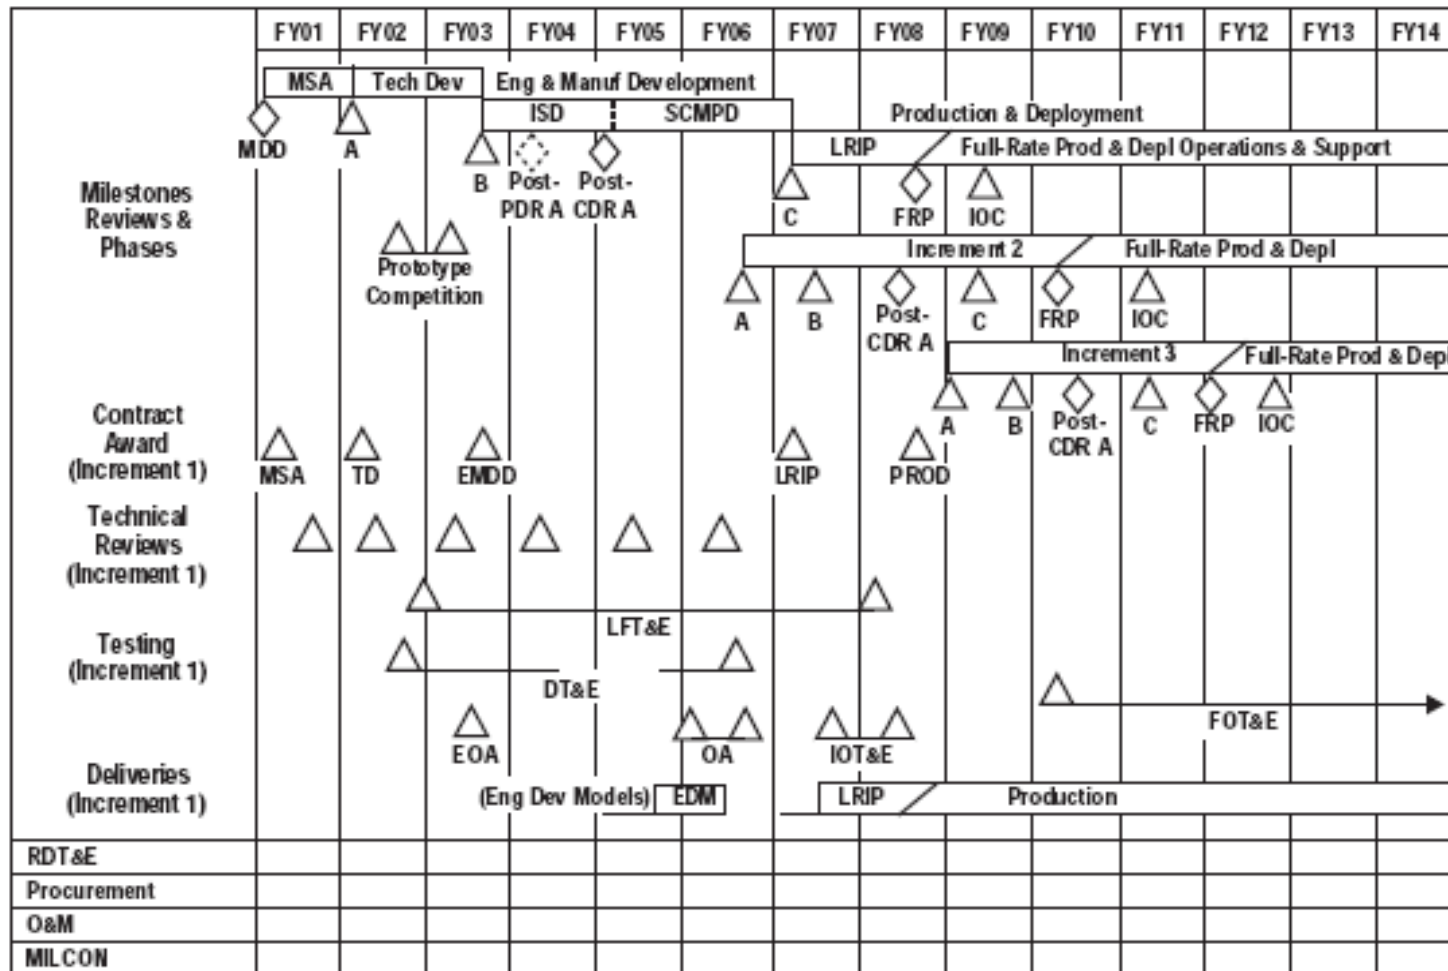 FY01 FY02 FY03 FY04 FY05 FY06 FY07 FY08 FY09 FY10 FY11 FY12 FY13 FY14
MSA Tech Dev Eng & Manuf Development
ISD SCMPD Production & Deployment
MDD A LRIP Full-Rate Prod & Depl Operations & Support
B Post-PDR A Post-CDR A
C FRP IOC
Milestones
Reviews &
Phases
Prototype
Competition
Increment 2 Full-Rate Prod & Depl
A B Post-CDR A C FRP IOC
Increment 3 Full-Rate Prod & Depl
A B Post-CDR A C FRP IOC
Contract
Award
(Increment 1)
MSA TD EMDD LRIP PROD
Technical
Reviews
(Increment 1)
LFT&E
Testing
(Increment 1)
DT&E
FOT&E
EOA OA IOT&E
Deliveries
(Increment 1)
(Eng Dev Models) EDM LRIP Production
RDT&E
Procurement
O&M
MILCON